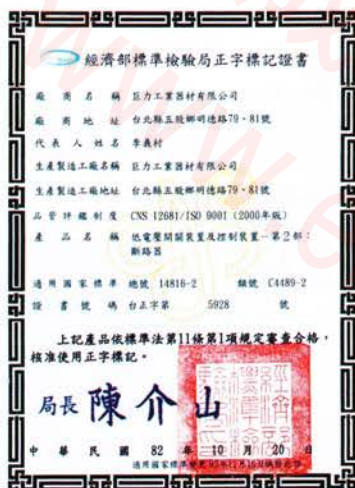 經濟部標準檢驗局正字標記證書
廠商名稱 巨力工業器材有限公司
廠商地址 台北縣五股鄉明德路79、81號
代表人姓名 李義村
生產製造工廠名稱 巨力工業器材有限公司
生產製造工廠地址 台北縣五股鄉明德路79、81號
品管評鑑制度 CNS 12681/ISO 9001 (2000年版)
產品名稱 低電壓開關裝置及控制裝置-第2部:
斷路器
適用國家標準 總號 14816-2 類號 C4489-2
證書號碼 台正字第 5928 號
上記產品依標準法第11條第1項規定審查合格,
核准使用正字標記。
局長 陳介山
中華民國 82 年 10 月 20 日